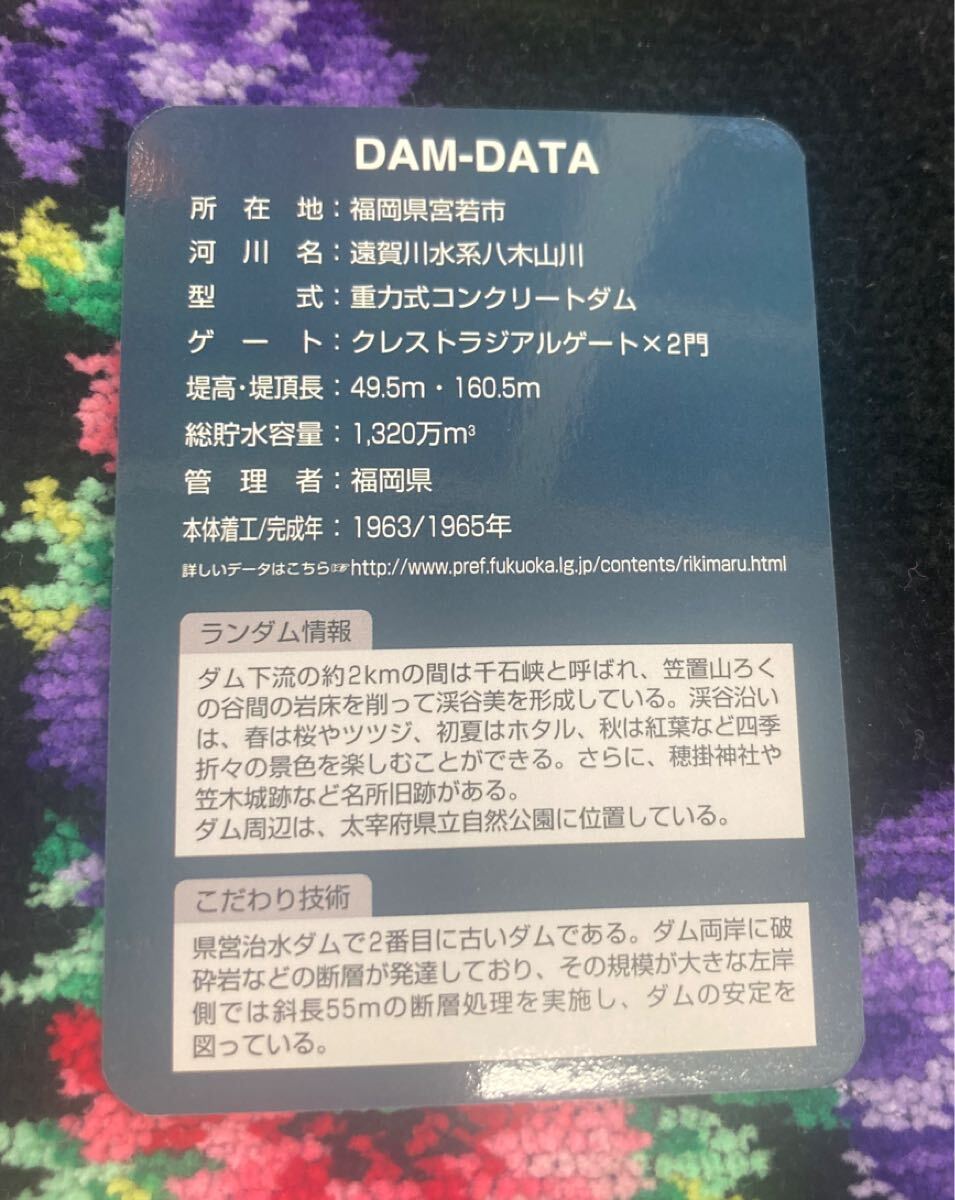 DAM-DATA
所在地：福岡県宮若市
河川名：遠賀川水系八木山川
型式：重力式コンクリートダム
ゲート：クレストラジアルゲート×2門
堤高・堤頂長：49.5m・160.5m
総貯水容量：1,320万m³
管理者：福岡県
本体着工/完成年：1963/1965年
詳しいデータはこちら☞http://www.pref.fukuoka.lg.jp/contents/rikimaru.html
ランダム情報
ダム下流の約2kmの間は千石峡と呼ばれ、笠置山ろく
の谷間の岩床を削って渓谷美を形成している。渓谷沿い
は、春は桜やツツジ、初夏はホタル、秋は紅葉など四季
折々の景色を楽しむことができる。さらに、穂掛神社や
笠木城跡など名所旧跡がある。
ダム周辺は、太宰府県立自然公園に位置している。
こだわり技術
県営治水ダムで2番目に古いダムである。ダム両岸に破
砕岩などの断層が発達しており、その規模が大きな左岸
側では斜長55mの断層処理を実施し、ダムの安定を
図っている。